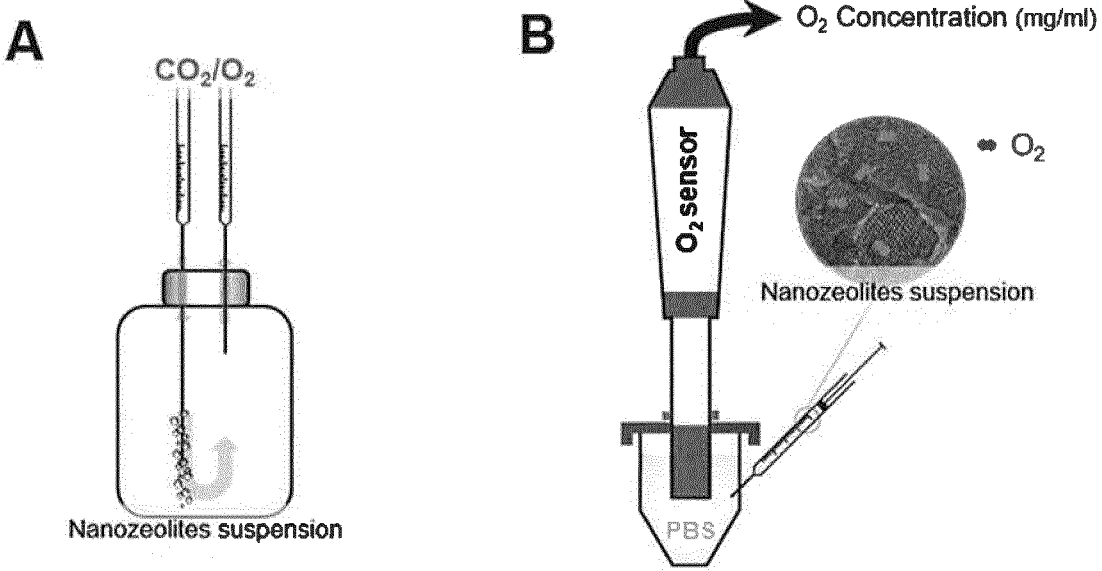 A
CO₂/O₂
Nanozeolites suspension
B
O₂ Concentration (mg/ml)
O₂ sensor
O₂
Nanozeolites suspension
PBS